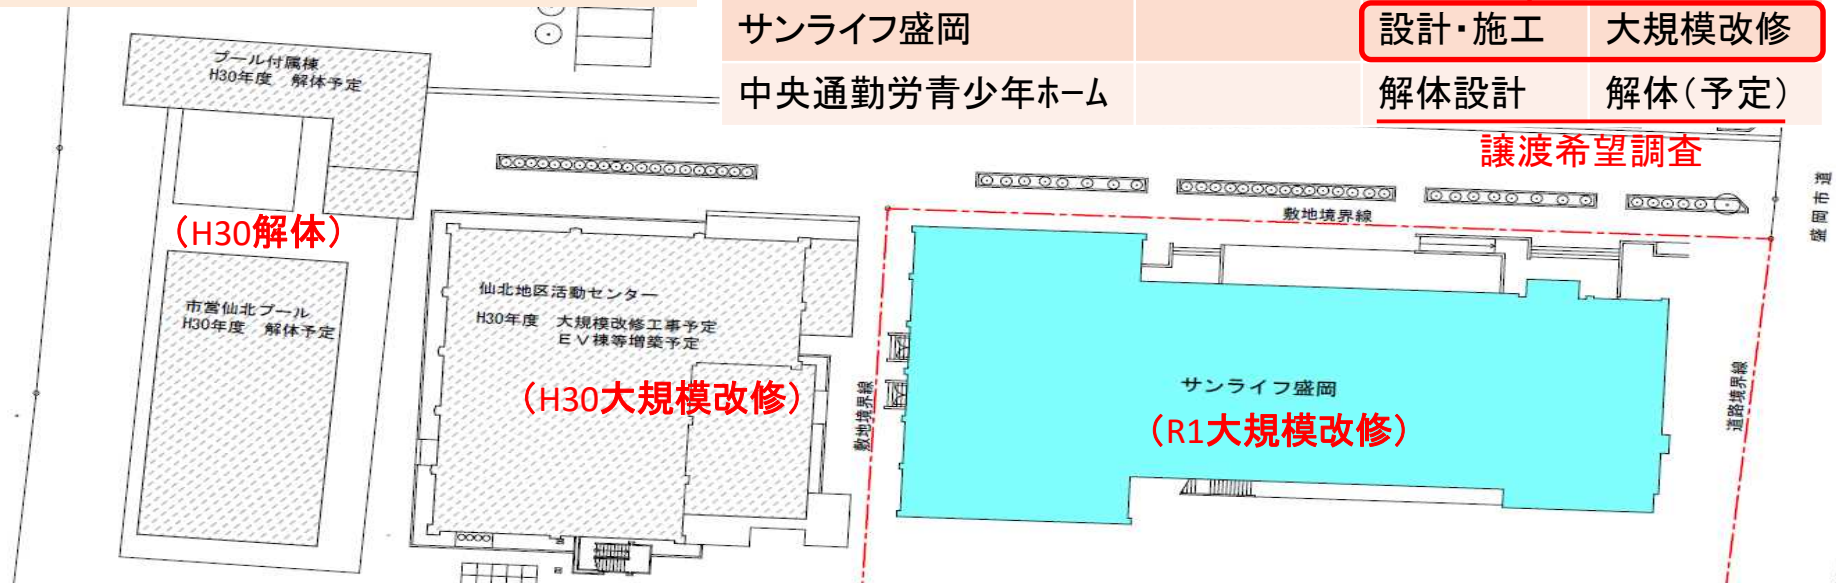 サンライフ盛岡 設計・施工 大規模改修
中央通勤労青少年ホーム 解体設計 解体（予定）
譲渡希望調査
プール付属棟
H30年度 解体予定
（H30解体）
市営仙北プール
H30年度 解体予定
仙北地区活動センター
H30年度 大規模改修工事予定
EV棟等増築予定
（H30大規模改修）
敷地境界線
敷地境界線
サンライフ盛岡
（R1大規模改修）
道路境界線
盛岡市道